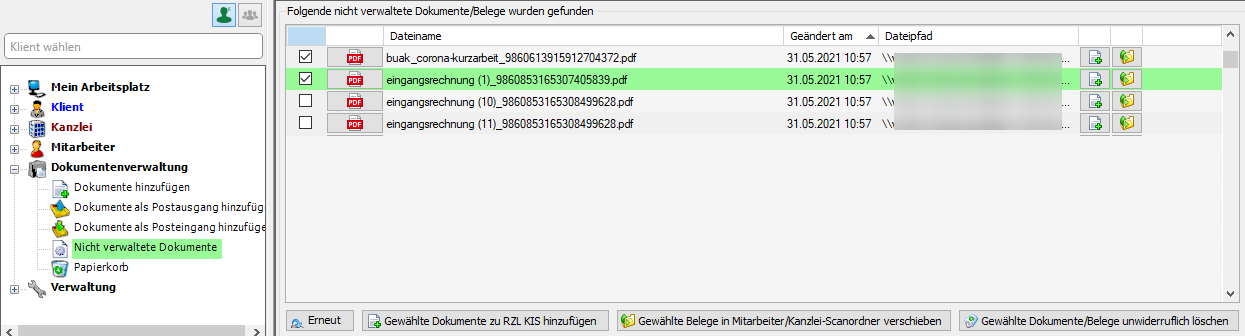 Klient wählen
Mein Arbeitsplatz
Klient
Kanzlei
Mitarbeiter
Dokumentenverwaltung
Dokumente hinzufügen
Dokumente als Postausgang hinzufüg
Dokumente als Posteingang hinzufüge
Nicht verwaltete Dokumente
Papierkorb
Verwaltung
Folgende nicht verwaltete Dokumente/Belege wurden gefunden
Dateiname Geändert am Dateipfad
PDF buak_corona-kurzarbeit_9860613915912704372.pdf 31.05.2021 10:57 \\ ...
PDF eingangsrechnung (1)_9860853165307405839.pdf 31.05.2021 10:57 \\ ...
PDF eingangsrechnung (10)_9860853165308499628.pdf 31.05.2021 10:57 \\ ...
PDF eingangsrechnung (11)_9860853165308499628.pdf 31.05.2021 10:57 \\ ...
Erneut Gewählte Dokumente zu RZL KIS hinzufügen Gewählte Belege in Mitarbeiter/Kanzlei-Scanordner verschieben Gewählte Dokumente/Belege unwiderruflich löschen